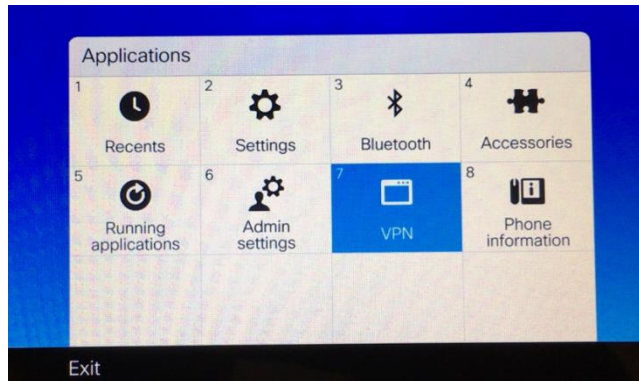 Applications
1
Recents
2
Settings
3
Bluetooth
4
Accessories
5
Running
applications
6
Admin
settings
7
VPN
8
Phone
information
Exit